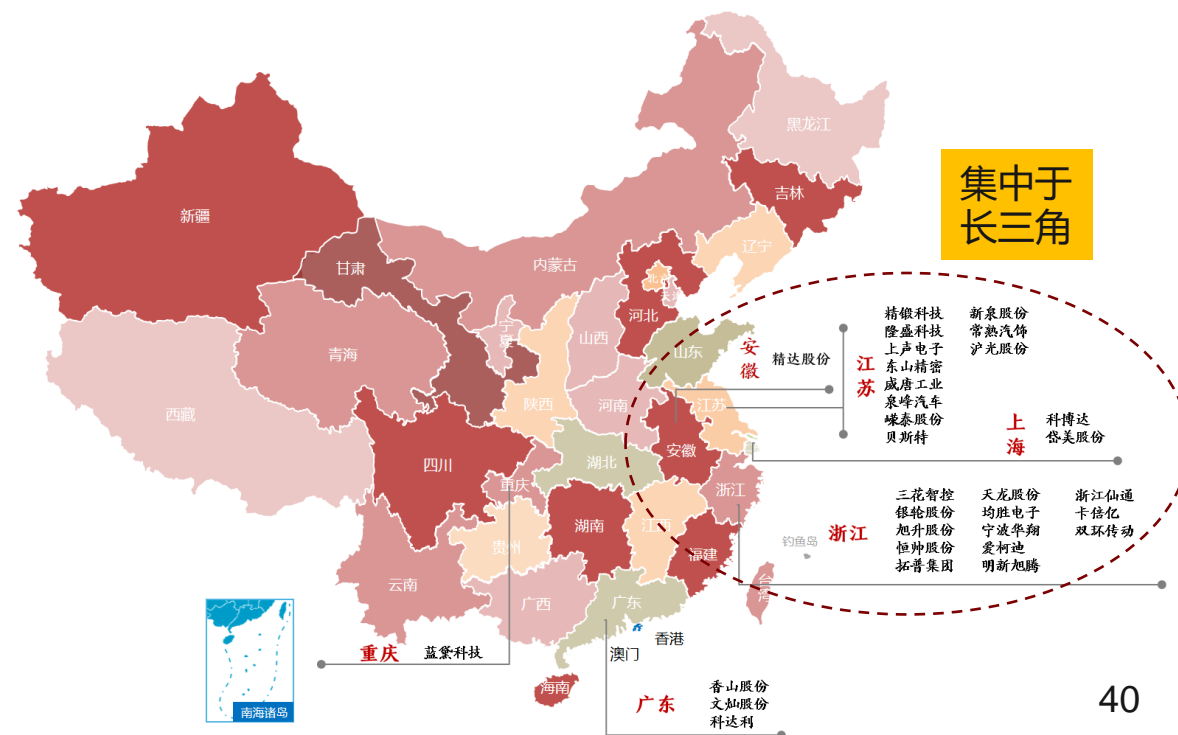 黑龙江
吉林
新疆
辽宁
甘肃
内蒙古
北京
天津
河北
宁夏
山西
青海
山东
西藏
陕西
河南
江苏
安徽
四川
湖北
重庆
浙江
湖南
江西
贵州
福建
云南
台湾
广西
广东
香港
澳门
海南
钓鱼岛
南海诸岛
集中于
长三角
安徽
精达股份
江苏
精锻科技 新泉股份
隆盛科技 常熟汽饰
上声电子 沪光股份
东山精密
威唐工业
泉峰汽车
嵘泰股份
贝斯特
上海
科博达
岱美股份
浙江
三花智控 天龙股份 浙江仙通
银轮股份 均胜电子 卡倍亿
旭升股份 宁波华翔 双环传动
恒帅股份 爱柯迪
拓普集团 明新旭腾
重庆 蓝黛科技
广东
香山股份
文灿股份
科达利
40